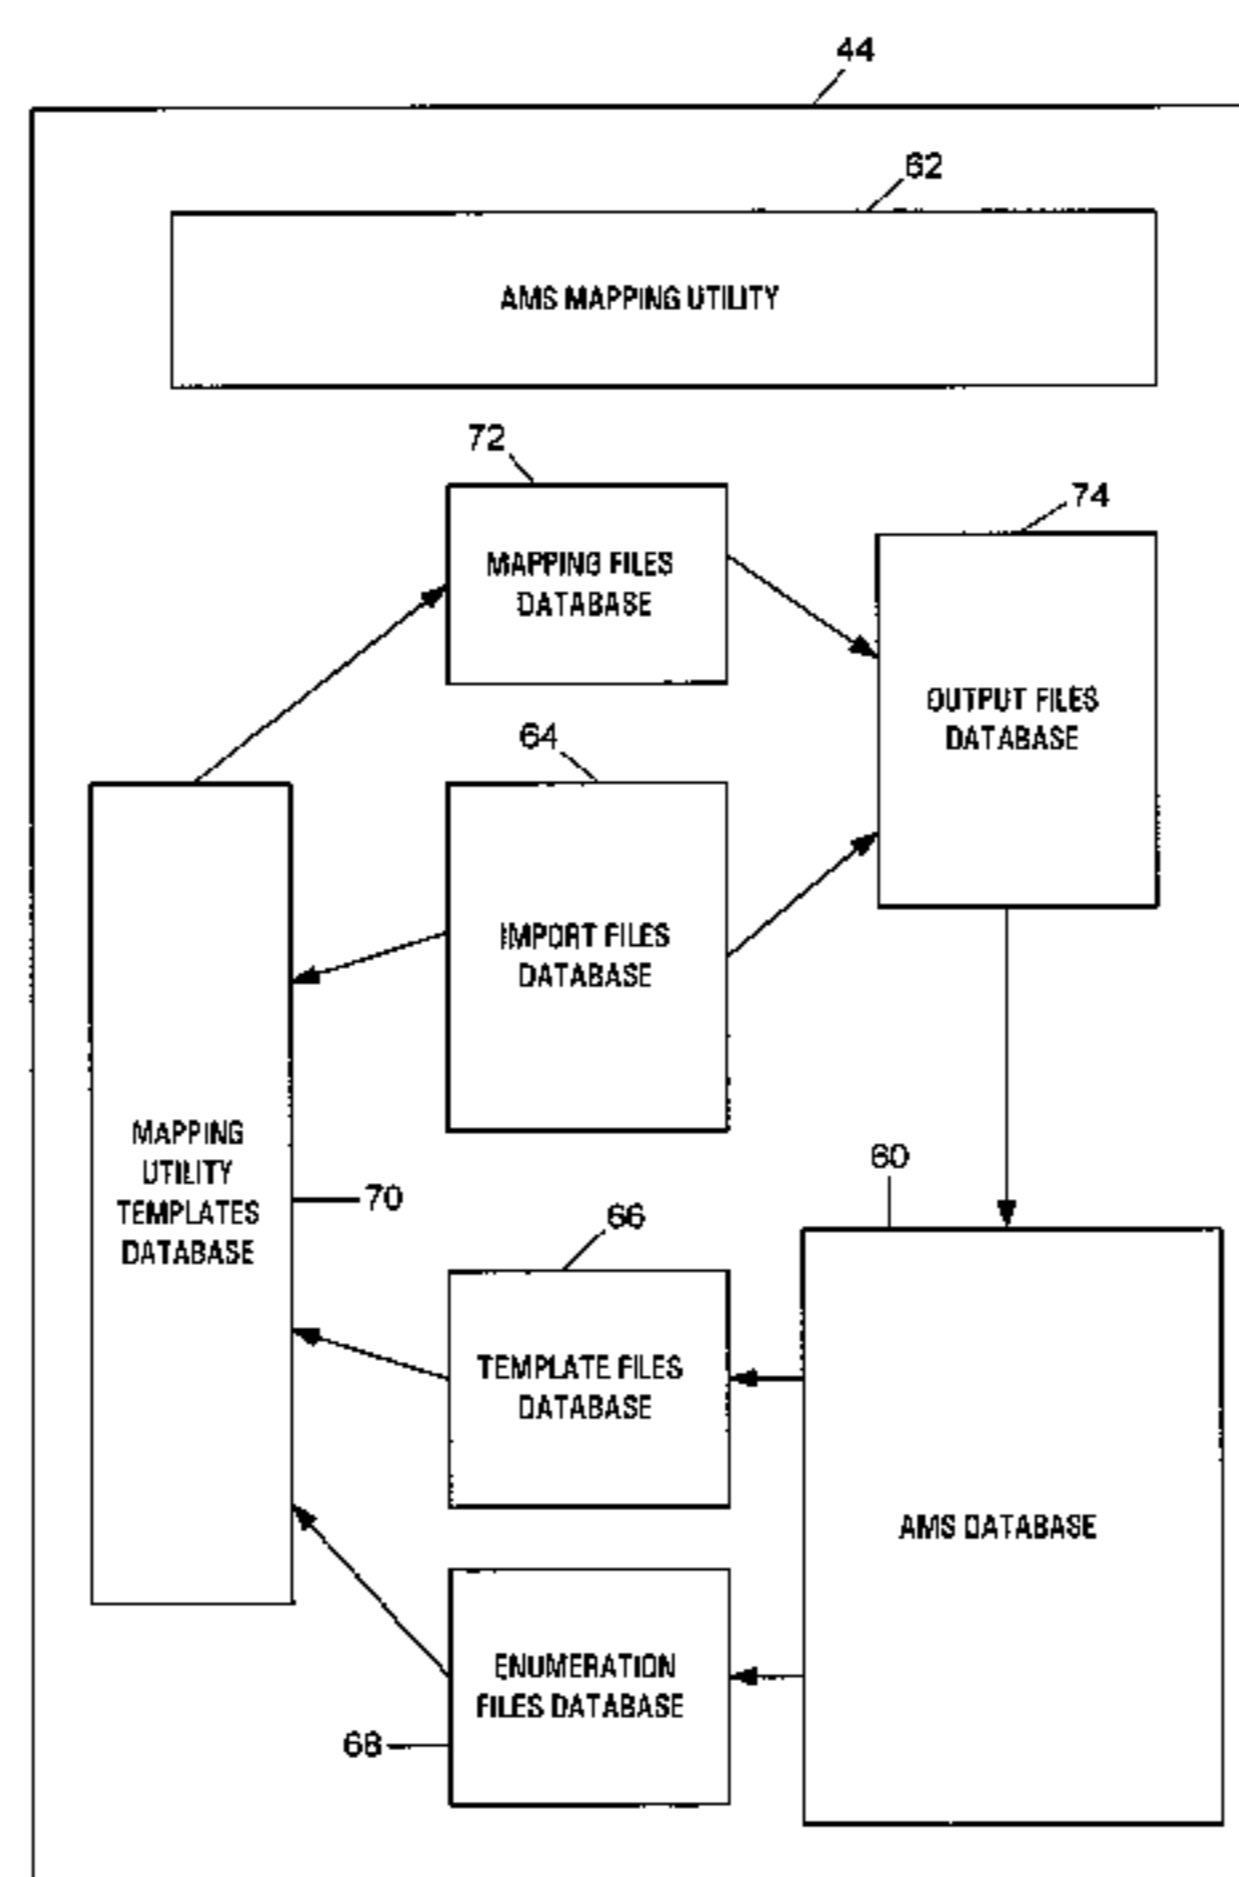 44
62
AMS MAPPING UTILITY
72
MAPPING FILES
DATABASE
74
OUTPUT FILES
DATABASE
64
IMPORT FILES
DATABASE
MAPPING
UTILITY
TEMPLATES
DATABASE
70
60
66
TEMPLATE FILES
DATABASE
AMS DATABASE
ENUMERATION
FILES DATABASE
68